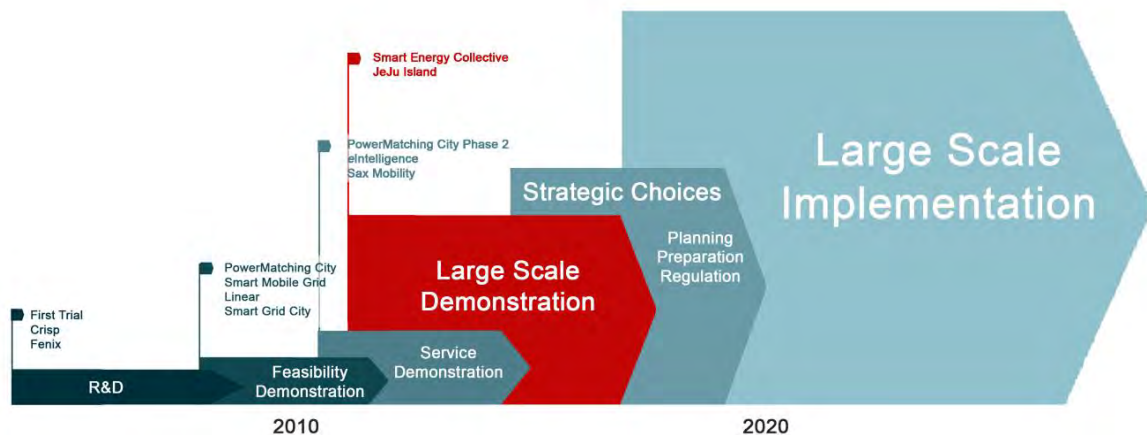 Smart Energy Collective
JeJu Island
PowerMatching City Phase 2
eIntelligence
Sax Mobility
PowerMatching City
Smart Mobile Grid
Linear
Smart Grid City
First Trial
Crisp
Fenix
R&D
Feasibility
Demonstration
Service
Demonstration
Large Scale
Demonstration
Strategic Choices
Planning
Preparation
Regulation
Large Scale
Implementation
2010
2020